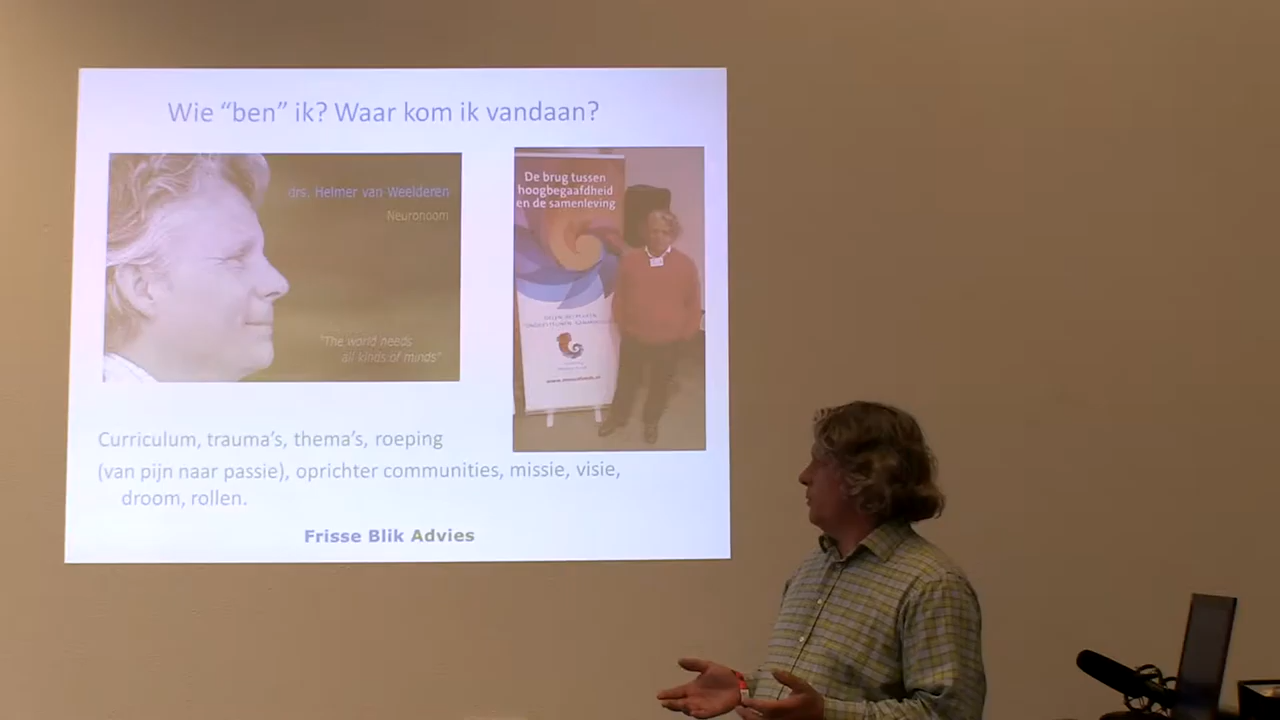 Wie “ben” ik? Waar kom ik vandaan?
drs. Helmer van Weelderen
Neuronoom
"The world needs
all kinds of minds"
De brug tussen
hoogbegaafdheid
en de samenleving
Curriculum, trauma’s, thema’s, roeping
(van pijn naar passie), oprichter communities, missie, visie,
droom, rollen.
Frisse Blik Advies